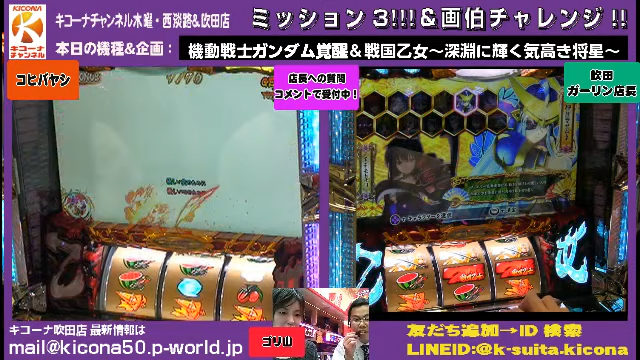 KICONA
キコーナ
チャンネル
キコーナチャンネル水曜・西淡路&吹田店
ミッション3!!!&画伯チャレンジ!!
本日の機種&企画：
機動戦士ガンダム覚醒&戦国乙女～深淵に輝く気高き将星～
コヒバヤシ
店長への質問
コメントで受付中！
吹田
ガーリン店長
キコーナ吹田店 最新情報は
mail@kicona50.p-world.jp
ゴリル
友だち追加→ID 検索
LINEID:@k-suita.kicona